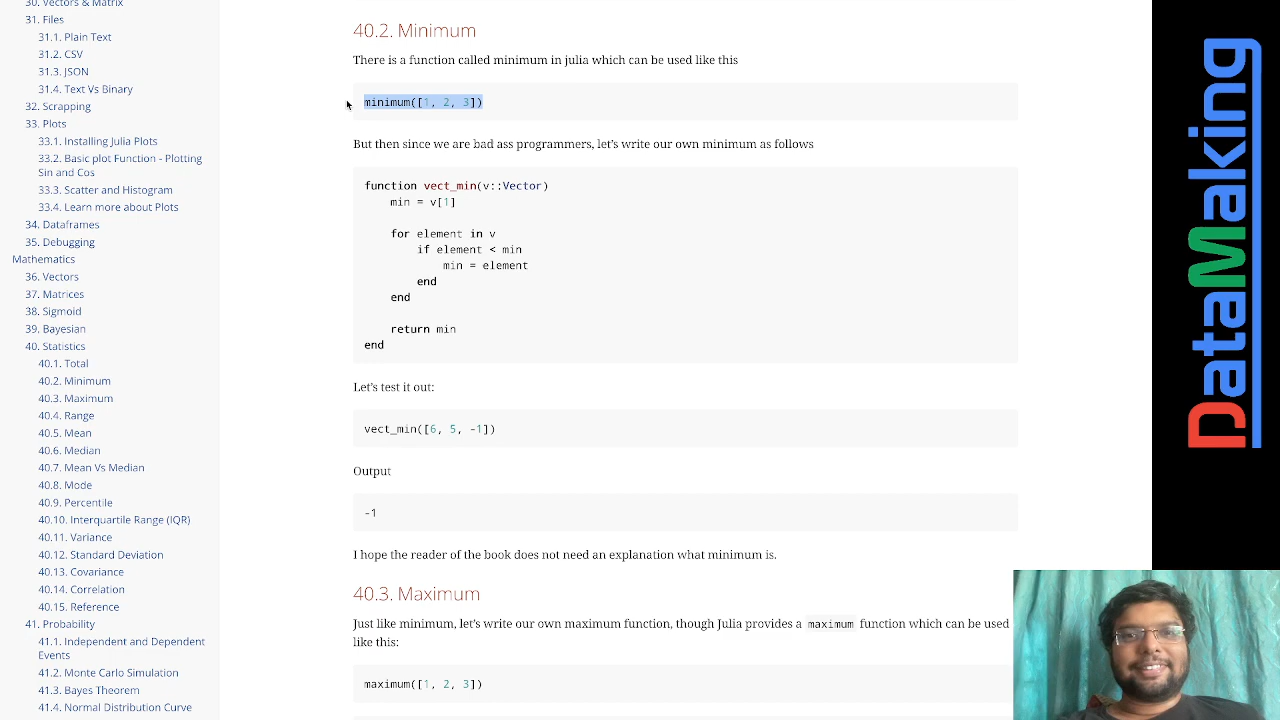 30. Vectors & Matrix
31. Files
31.1. Plain Text
31.2. CSV
31.3. JSON
31.4. Text Vs Binary
32. Scrapping
33. Plots
33.1. Installing Julia Plots
33.2. Basic plot Function - Plotting
Sin and Cos
33.3. Scatter and Histogram
33.4. Learn more about Plots
34. Dataframes
35. Debugging
Mathematics
36. Vectors
37. Matrices
38. Sigmoid
39. Bayesian
40. Statistics
40.1. Total
40.2. Minimum
40.3. Maximum
40.4. Range
40.5. Mean
40.6. Median
40.7. Mean Vs Median
40.8. Mode
40.9. Percentile
40.10. Interquartile Range (IQR)
40.11. Variance
40.12. Standard Deviation
40.13. Covariance
40.14. Correlation
40.15. Reference
41. Probability
41.1. Independent and Dependent
Events
41.2. Monte Carlo Simulation
41.3. Bayes Theorem
41.4. Normal Distribution Curve
40.2. Minimum
There is a function called minimum in julia which can be used like this
minimum([1, 2, 3])
But then since we are bad ass programmers, let's write our own minimum as follows
function vect_min(v::Vector)
    min = v[1]
    for element in v
        if element < min
            min = element
        end
    end
    return min
end
Let's test it out:
vect_min([6, 5, -1])
Output
-1
I hope the reader of the book does not need an explanation what minimum is.
40.3. Maximum
Just like minimum, let's write our own maximum function, though Julia provides a maximum function which can be used
like this:
maximum([1, 2, 3])
DataMaking